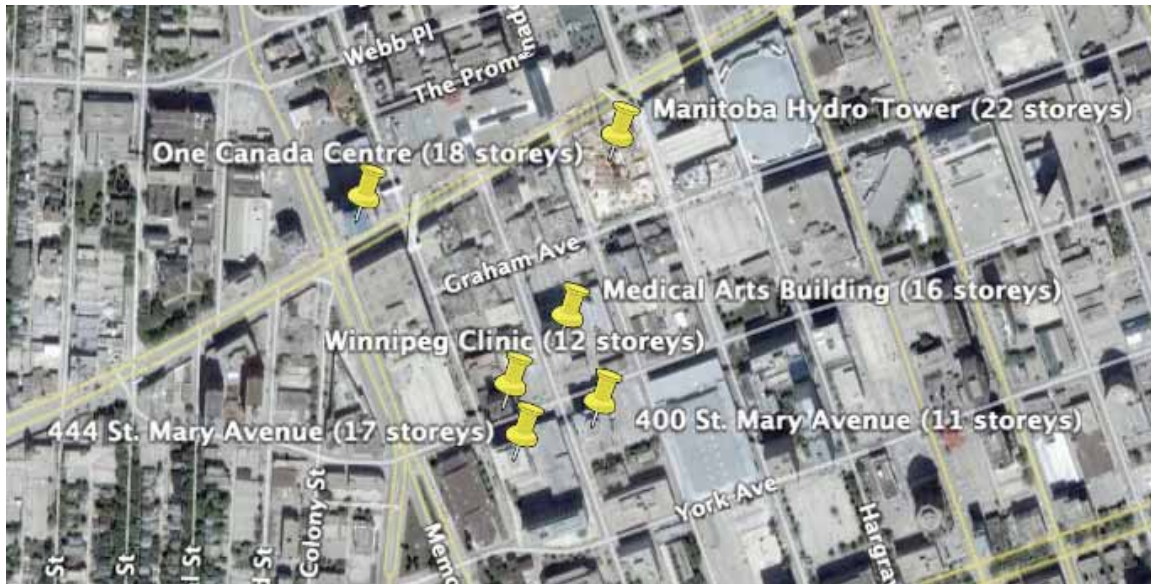 Webb Pl
The Prom
Manitoba Hydro Tower (22 storeys)
One Canada Centre (18 storeys)
Graham Ave
Medical Arts Building (16 storeys)
Winnipeg Clinic (12 storeys)
400 St. Mary Avenue (11 storeys)
444 St. Mary Avenue (17 storeys)
York Ave
Colony St
Memo
Hargrav
St
St
St